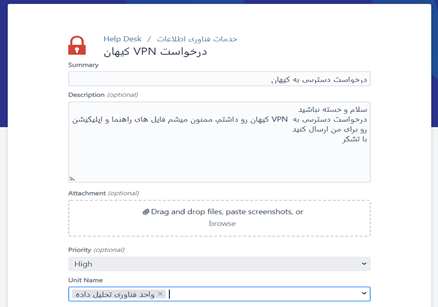 Help Desk / خدمات فناوری اطلاعات
درخواست VPN کیهان
Summary
درخواست دسترسی به کیهان
Description (optional)
سلام و خسته نباشید
درخواست دسترسی به VPN کیهان رو داشتم، ممنون میشم فایل های راهنما و اپلیکیشن
رو برای من ارسال کنید
با تشکر
Attachment (optional)
Drag and drop files, paste screenshots, or
browse
Priority (optional)
High
Unit Name
واحد فناوری تحلیل داده ×